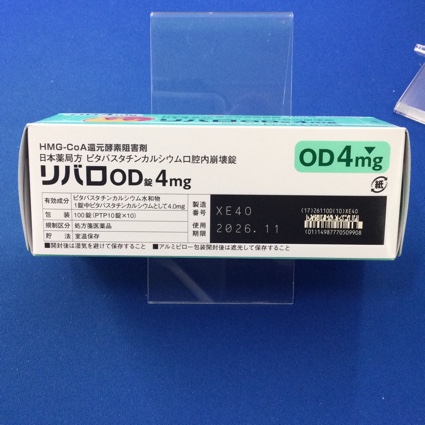 HMG-CoA還元酵素阻害剤
日本薬局方 ピタバスタチンカルシウム口腔内崩壊錠
リバロOD錠4mg
OD4mg
有効成分 ピタバスタチンカルシウム水和物
1錠中ピタバスタチンカルシウムとして4.0mg
包装 100錠(PTP10錠×10)
規制区分 処方箋医薬品
貯法 室温保存
製造番号 XE40
使用期限 2026.11
(17)261100(10)XE40
(01)14987770509908
紙
■開封後は湿気を避けて保存すること ■アルミピロー包装開封後は遮光して保存すること